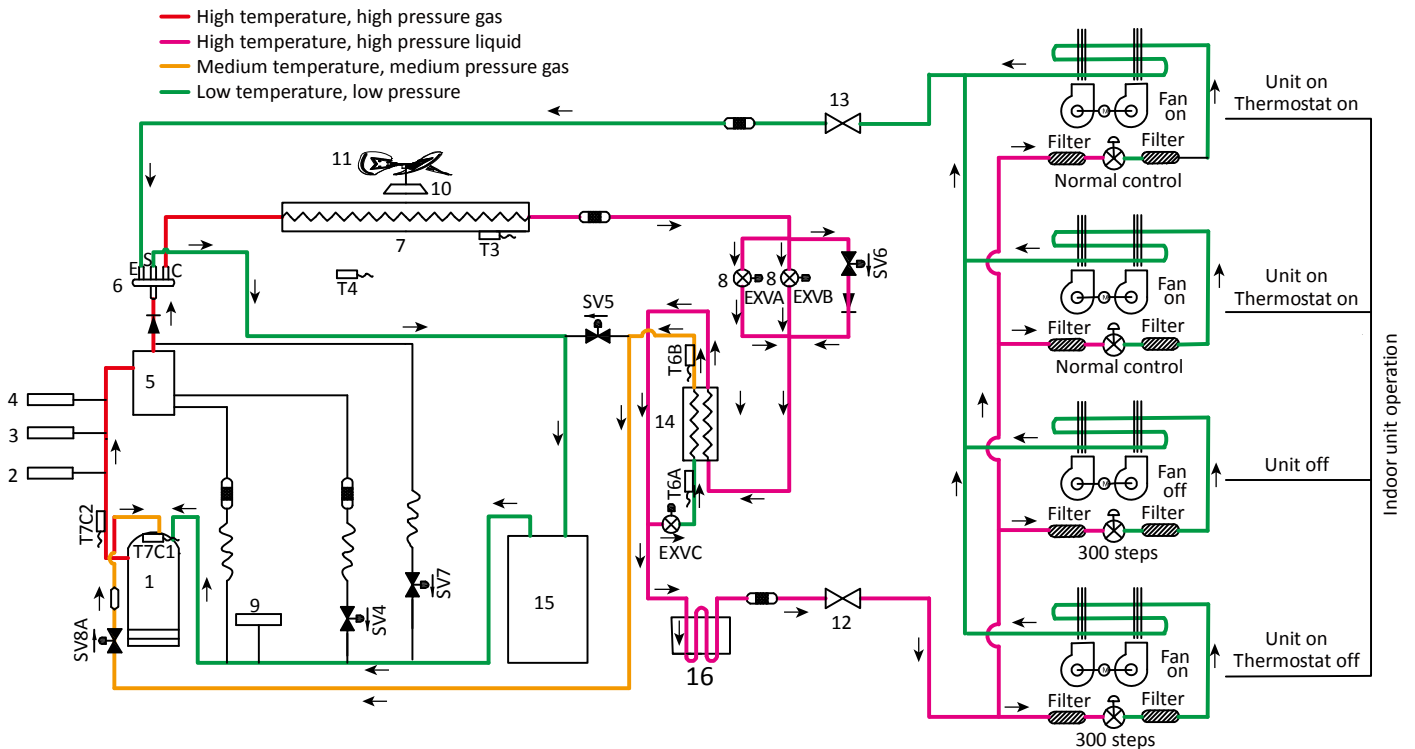 High temperature, high pressure gas
High temperature, high pressure liquid
Medium temperature, medium pressure gas
Low temperature, low pressure
13
11
10
7
T3
T4
E
S
C
6
5
4
3
2
T7C2
T7C1
1
SV8A
9
SV4
SV7
15
SV5
T6B
14
T6A
EXVC
8
EXVA
8
EXVB
SV6
16
12
Fan
on
Filter
Filter
Normal control
Unit on
Thermostat on
M
Fan
on
Filter
Filter
Normal control
Unit on
Thermostat on
M
Fan
off
Filter
Filter
300 steps
Unit off
M
Fan
on
Filter
Filter
300 steps
Unit on
Thermostat off
M
Indoor unit operation